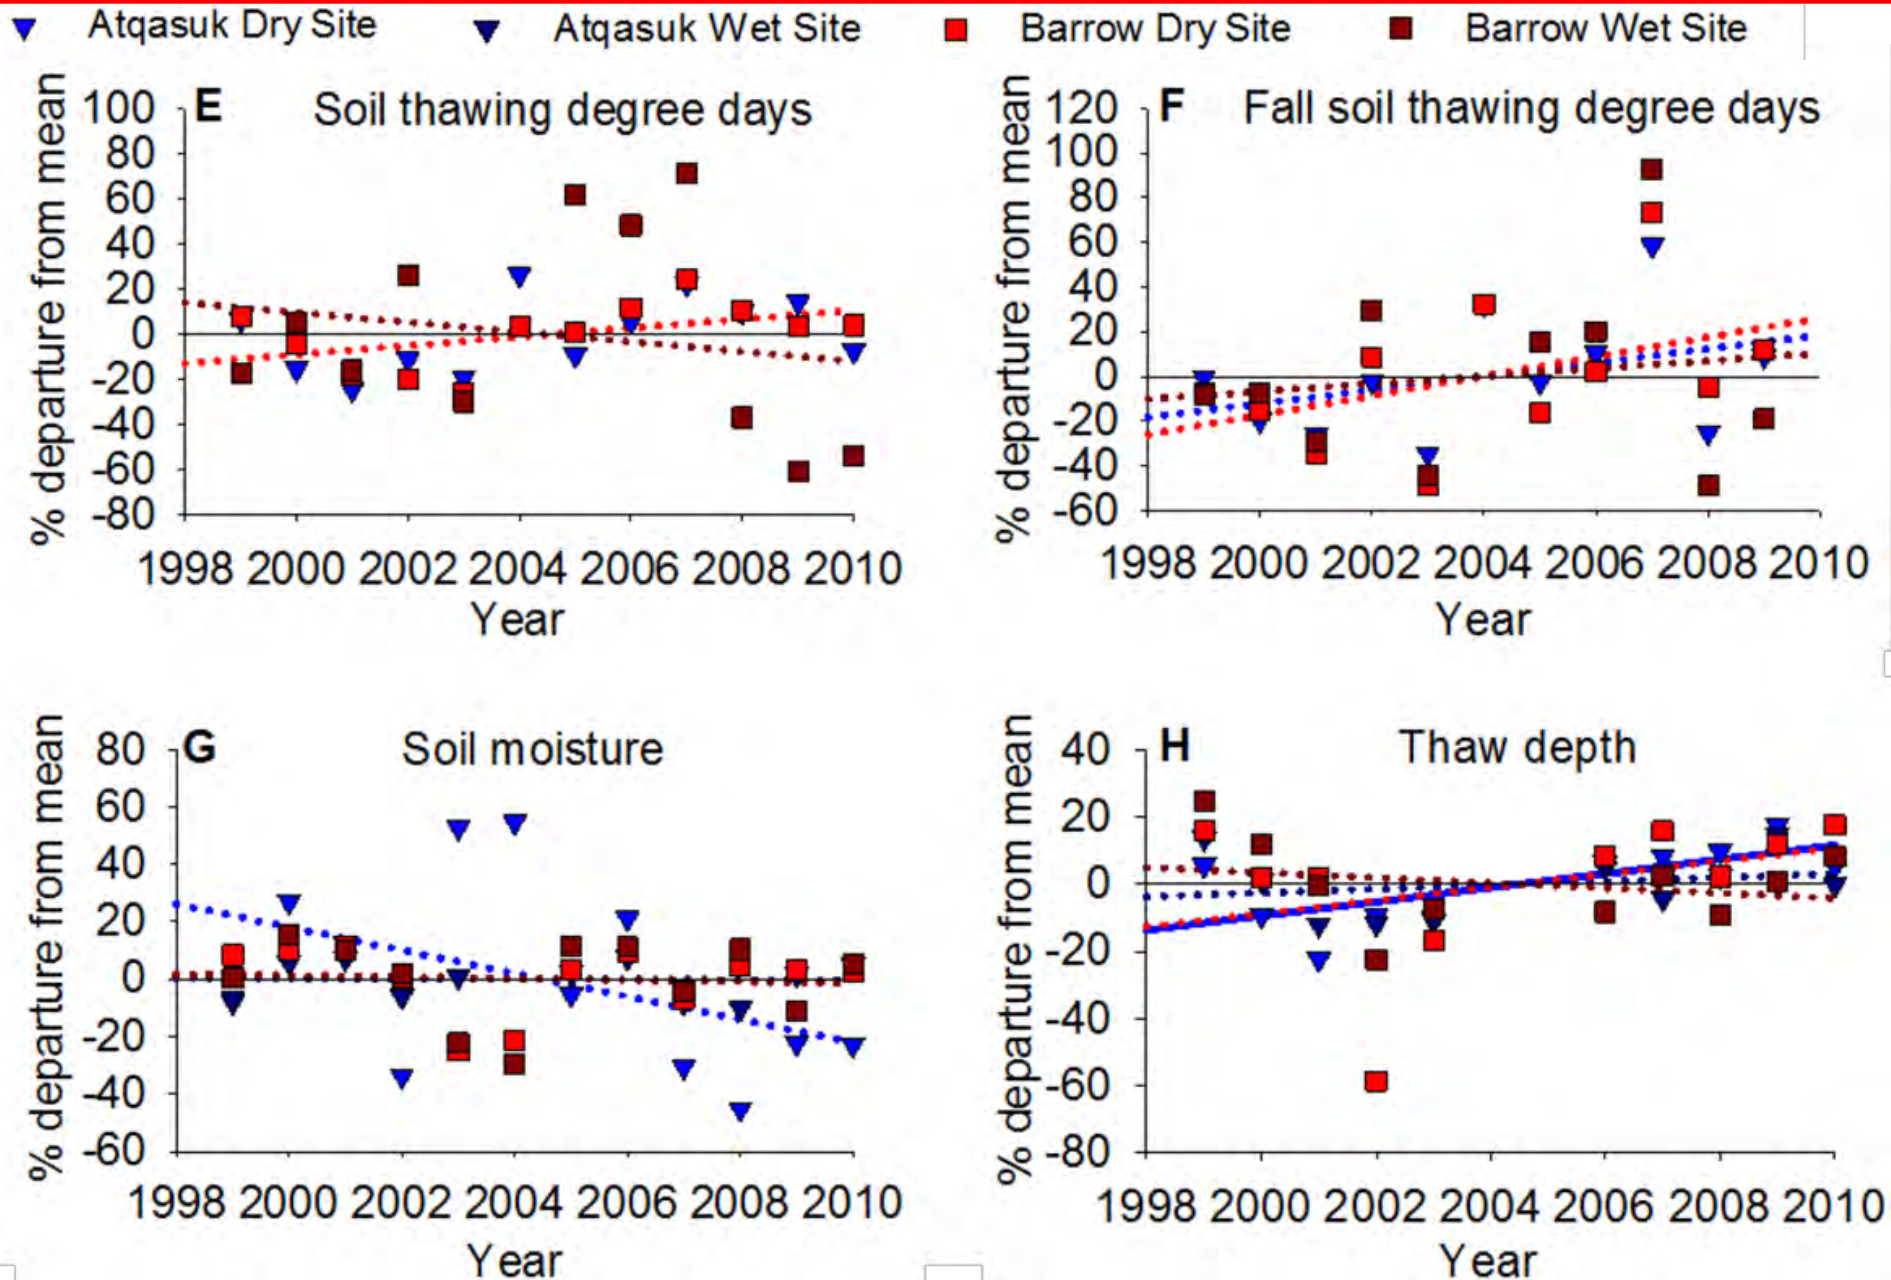 Atqasuk Dry Site Atqasuk Wet Site Barrow Dry Site Barrow Wet Site
E Soil thawing degree days
% departure from mean
100
80
60
40
20
0
-20
-40
-60
-80
1998 2000 2002 2004 2006 2008 2010
Year
F Fall soil thawing degree days
% departure from mean
120
100
80
60
40
20
0
-20
-40
-60
1998 2000 2002 2004 2006 2008 2010
Year
G Soil moisture
% departure from mean
80
60
40
20
0
-20
-40
-60
1998 2000 2002 2004 2006 2008 2010
Year
H Thaw depth
% departure from mean
40
20
0
-20
-40
-60
-80
1998 2000 2002 2004 2006 2008 2010
Year